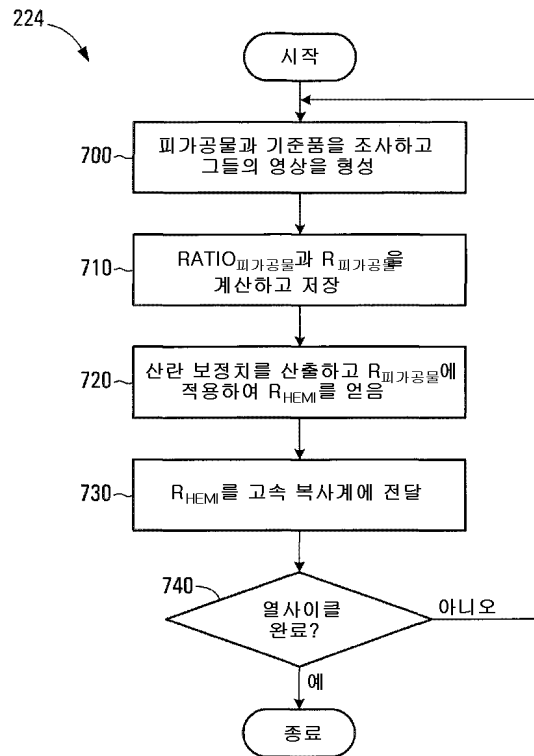 224
시작
700
피가공물과 기준품을 조사하고
그들의 영상을 형성
710
RATIO피가공물과 R피가공물을
계산하고 저장
720
산란 보정치를 산출하고 R피가공물에
적용하여 RHEMI를 얻음
730
RHEMI를 고속 복사계에 전달
740
열사이클
완료?
아니오
예
종료